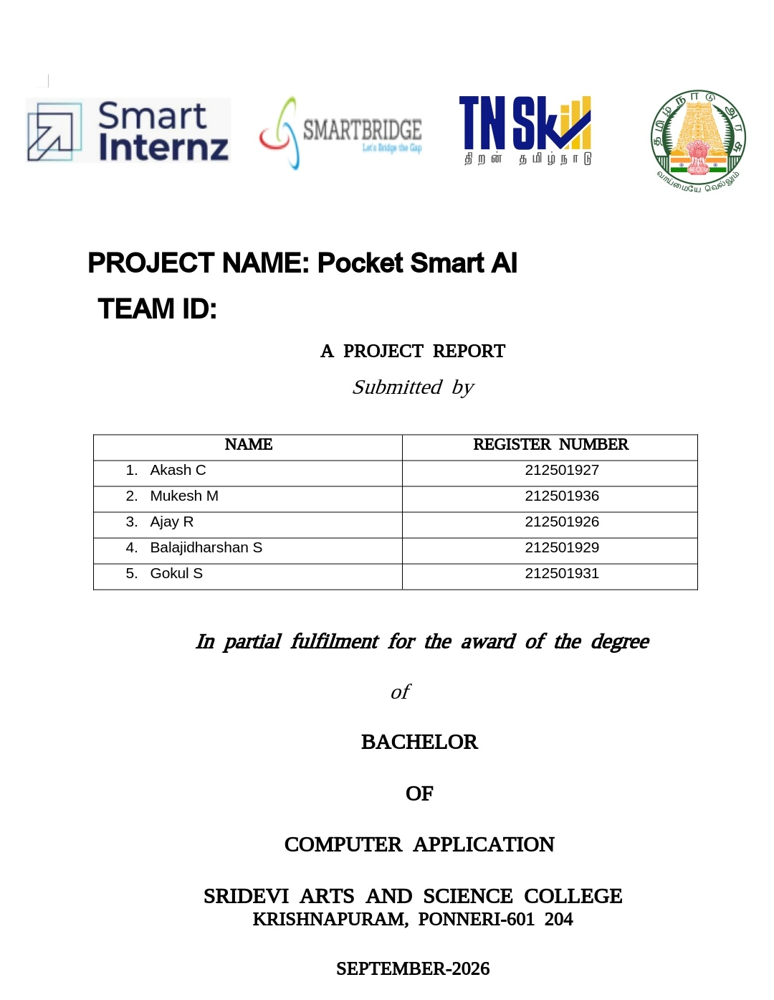 Smart
Internz
SMARTBRIDGE
Let's Bridge the Gap
TN Skill
திறன் தமிழ்நாடு
தமிழ் நாடு அரசு
வாய்மையே வெல்லும்
PROJECT NAME: Pocket Smart AI
TEAM ID:
A PROJECT REPORT
Submitted by
NAME REGISTER NUMBER
1. Akash C 212501927
2. Mukesh M 212501936
3. Ajay R 212501926
4. Balajidharshan S 212501929
5. Gokul S 212501931
In partial fulfilment for the award of the degree
of
BACHELOR
OF
COMPUTER APPLICATION
SRIDEVI ARTS AND SCIENCE COLLEGE
KRISHNAPURAM, PONNERI-601 204
SEPTEMBER-2026